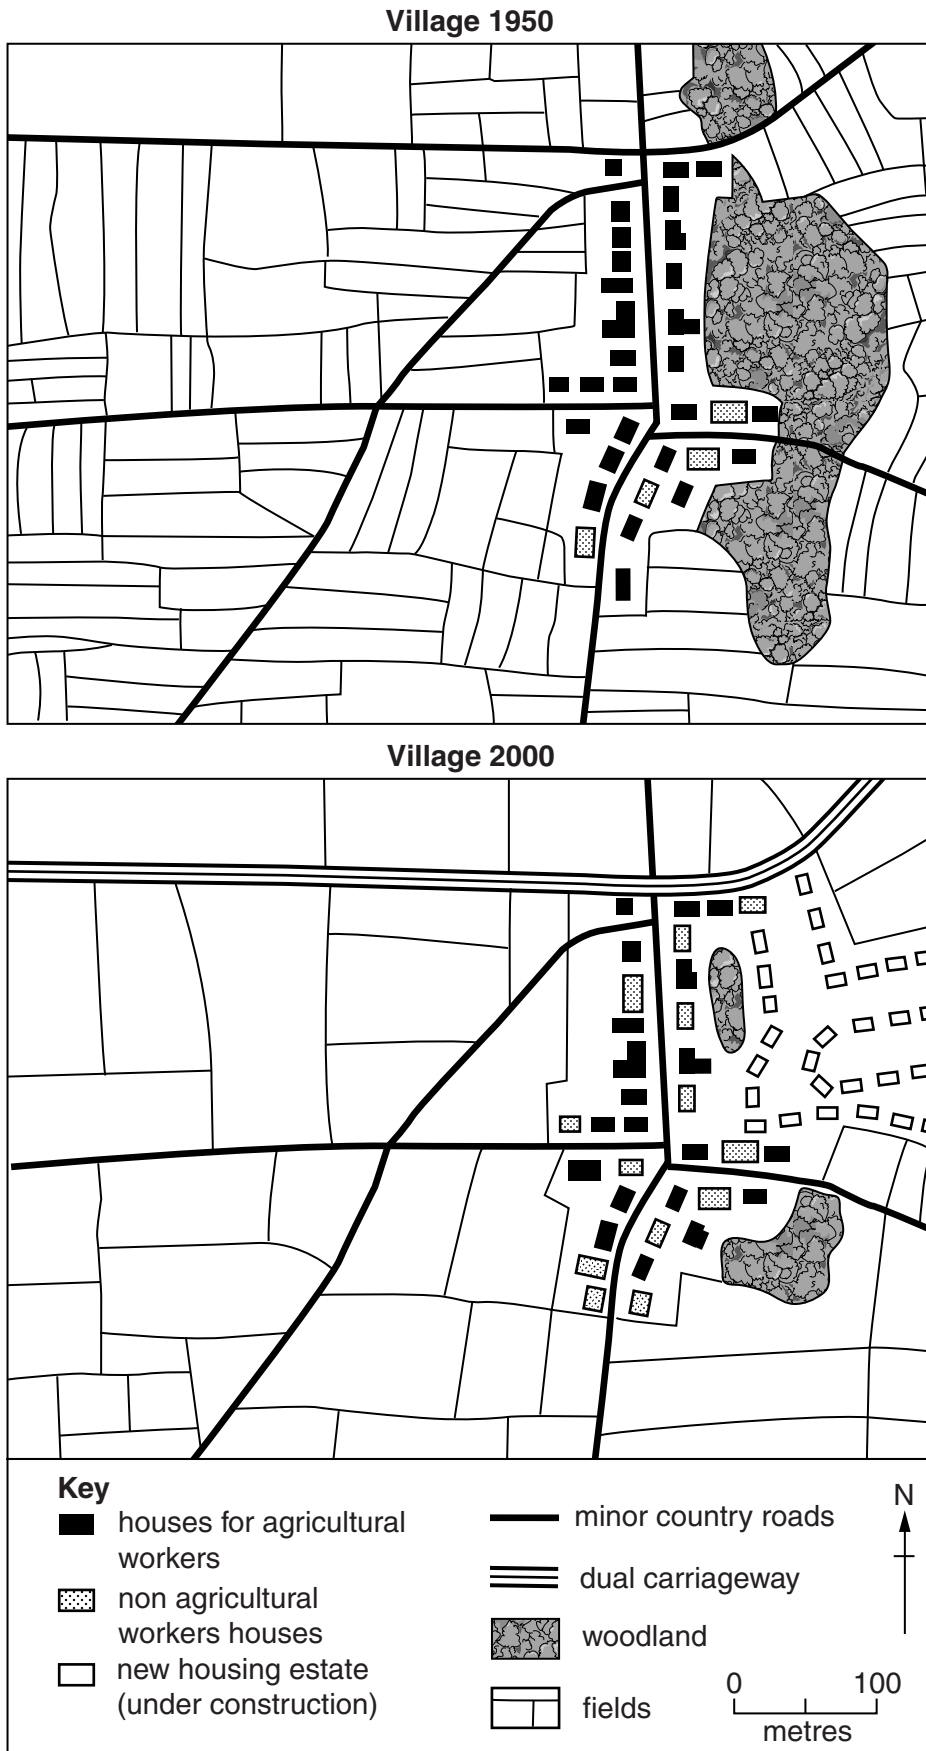 Village 1950
Village 2000
Key
houses for agricultural
workers
non agricultural
workers houses
new housing estate
(under construction)
minor country roads
dual carriageway
woodland
fields
N
0 100
metres